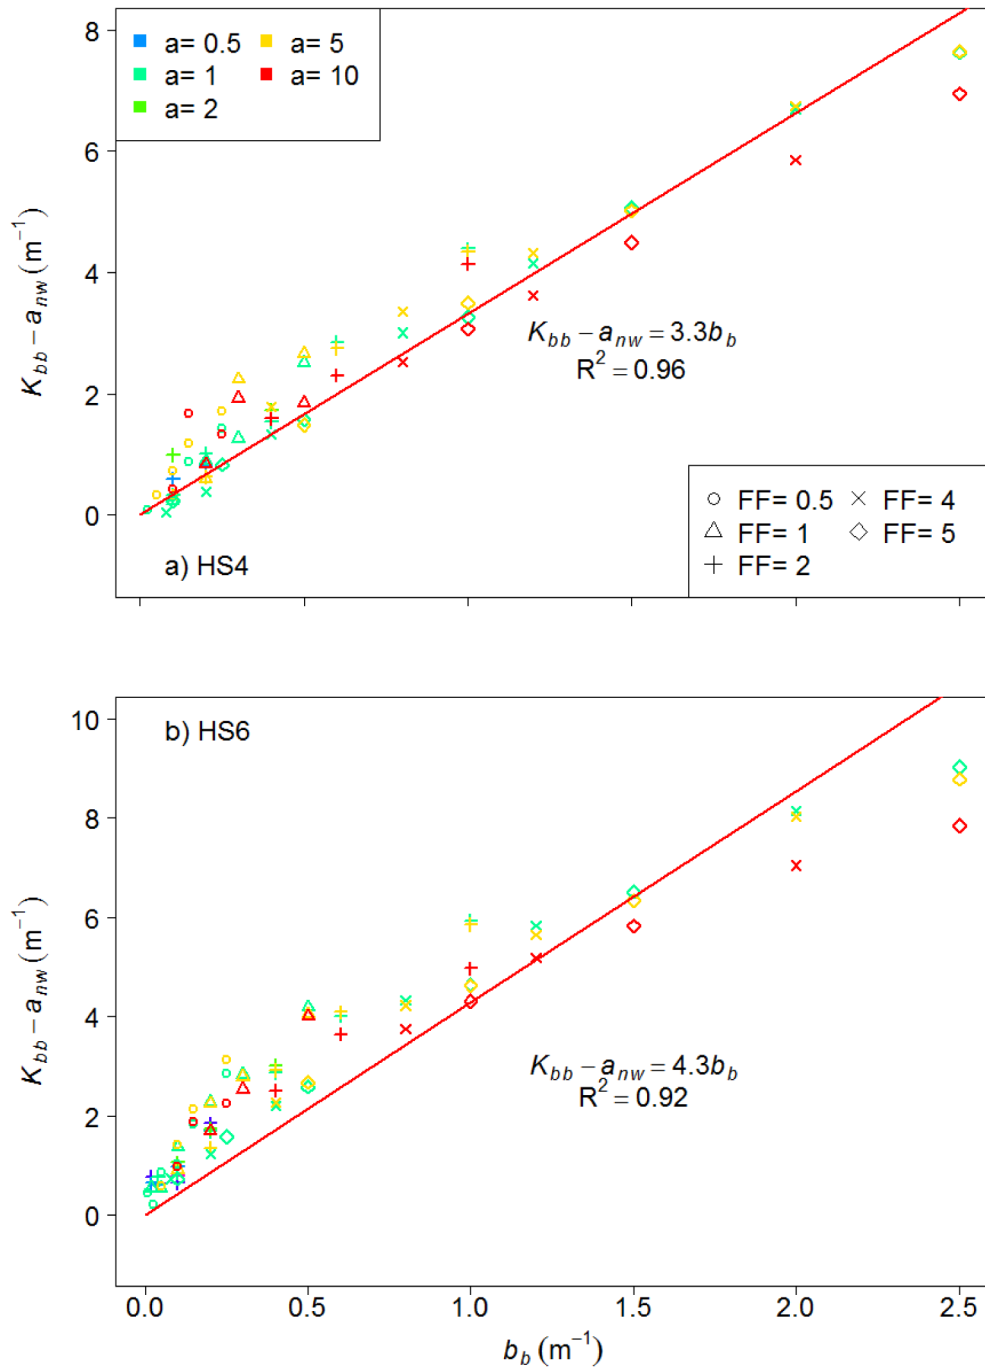 a= 0.5 a= 5
a= 1 a= 10
a= 2
8
6
4
2
0
K_bb − a_nw (m⁻¹)
K_bb − a_nw = 3.3b_b
R² = 0.96
FF= 0.5 FF= 4
FF= 1 FF= 5
FF= 2
a) HS4
b) HS6
10
8
6
4
2
0
K_bb − a_nw (m⁻¹)
K_bb − a_nw = 4.3b_b
R² = 0.92
0.0 0.5 1.0 1.5 2.0 2.5
b_b (m⁻¹)